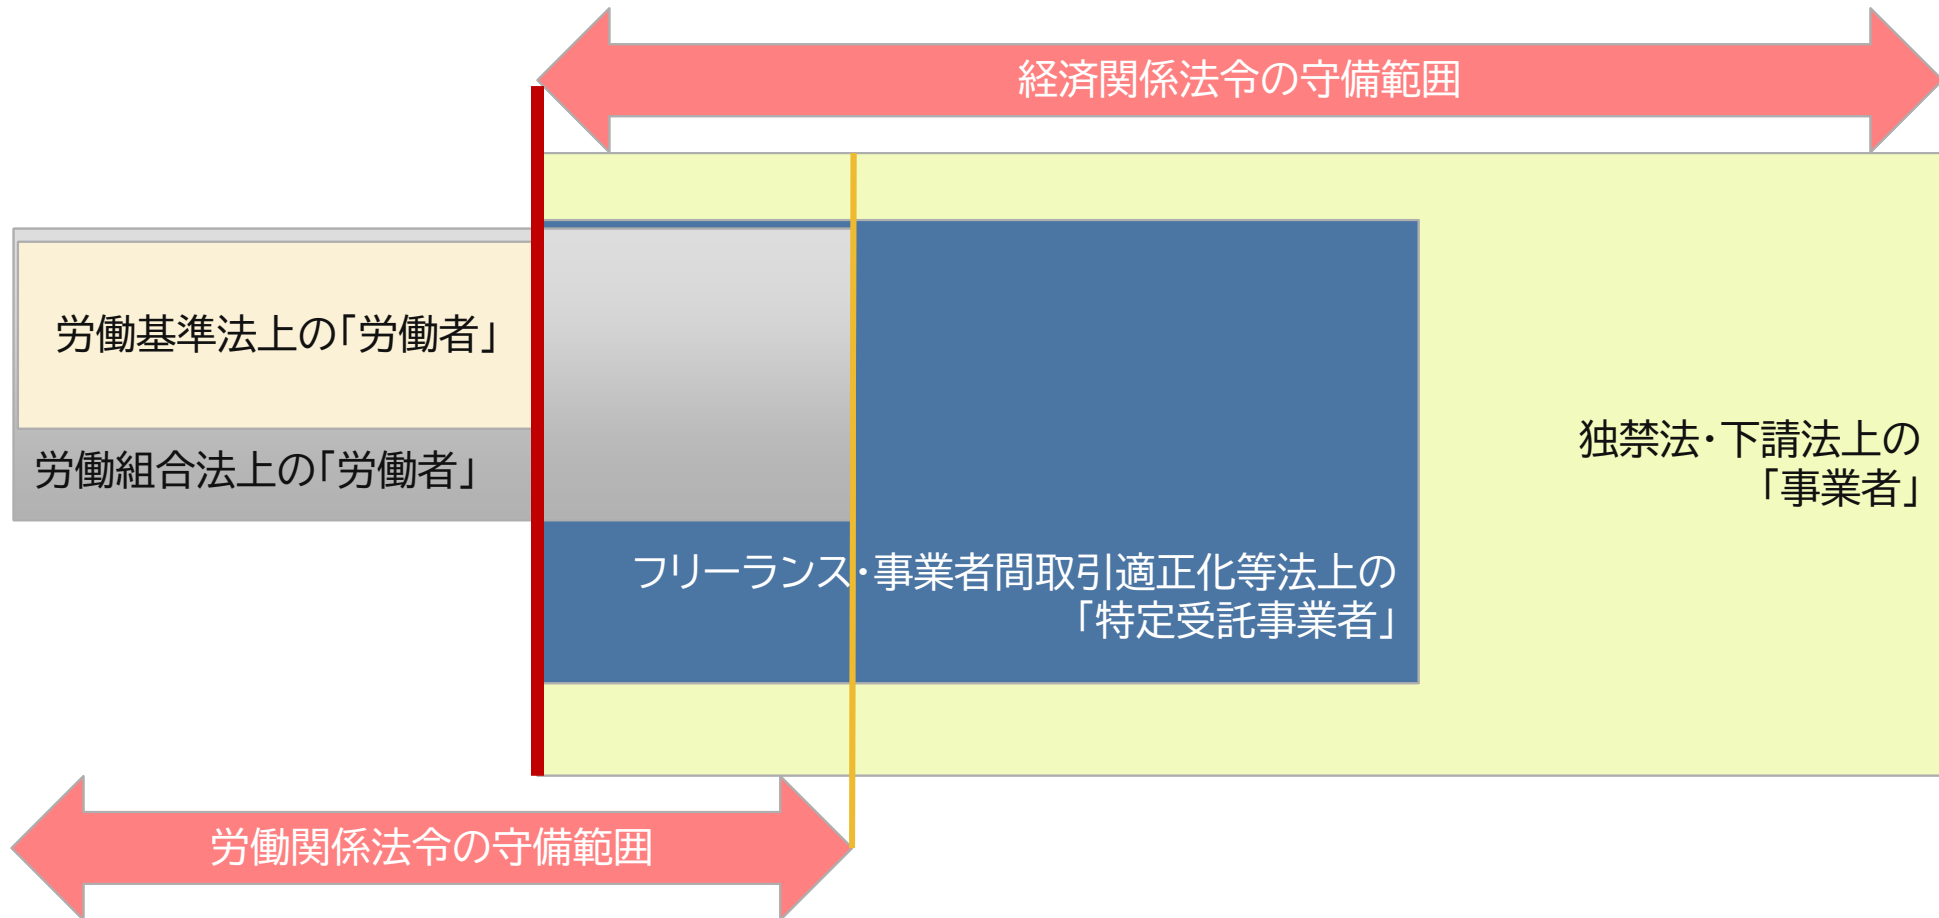 経済関係法令の守備範囲
労働基準法上の「労働者」
労働組合法上の「労働者」
独禁法・下請法上の
「事業者」
フリーランス・事業者間取引適正化等法上の
「特定受託事業者」
労働関係法令の守備範囲